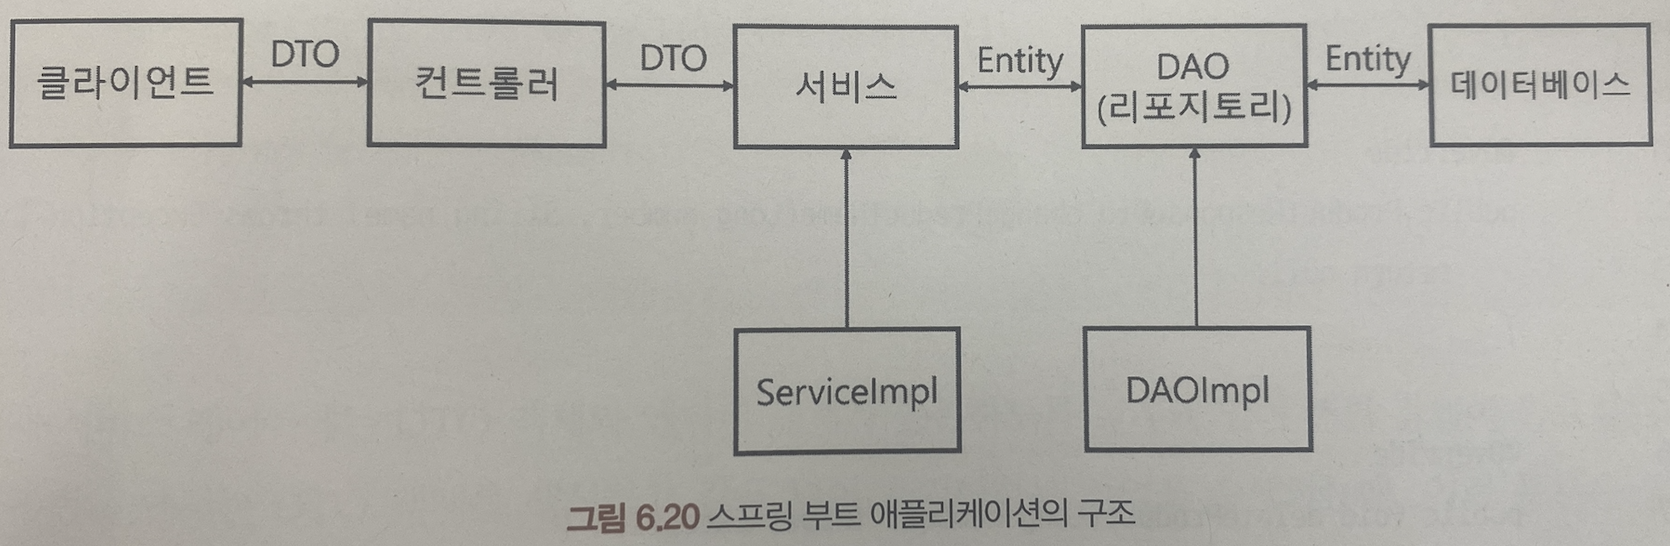 클라이언트
DTO
컨트롤러
DTO
서비스
Entity
DAO
(리포지토리)
Entity
데이터베이스
ServiceImpl
DAOImpl
그림 6.20 스프링 부트 애플리케이션의 구조